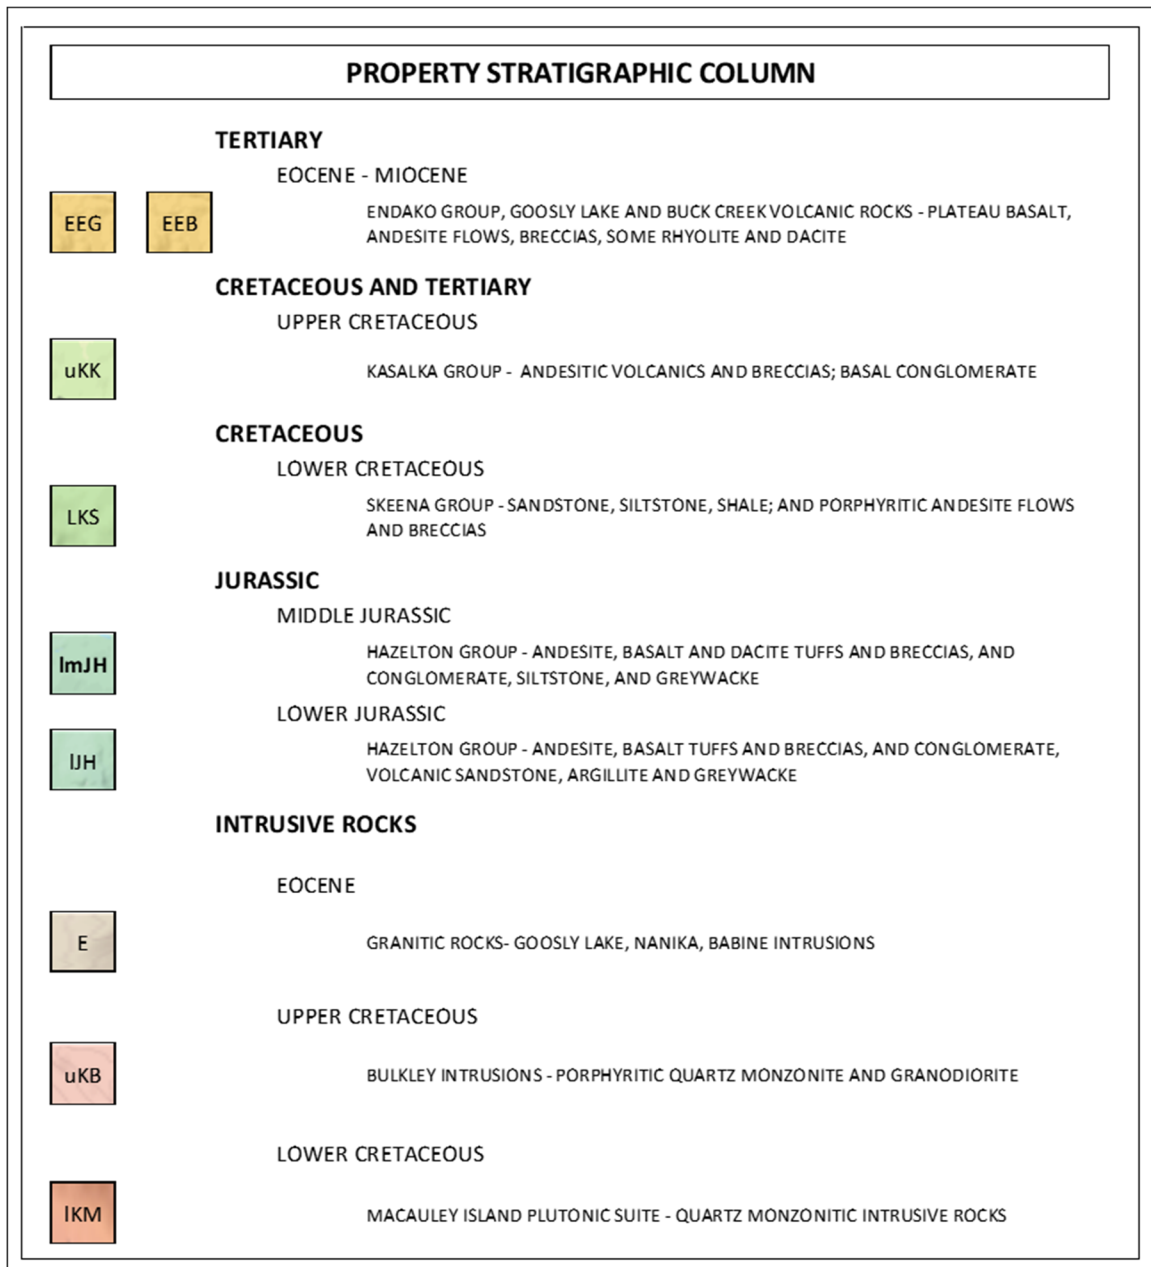 PROPERTY STRATIGRAPHIC COLUMN
TERTIARY
EOCENE - MIOCENE
EEG EEB
ENDAKO GROUP, GOOSLY LAKE AND BUCK CREEK VOLCANIC ROCKS - PLATEAU BASALT,
ANDESITE FLOWS, BRECCIAS, SOME RHYOLITE AND DACITE
CRETACEOUS AND TERTIARY
UPPER CRETACEOUS
uKK
KASALKA GROUP - ANDESITIC VOLCANICS AND BRECCIAS; BASAL CONGLOMERATE
CRETACEOUS
LOWER CRETACEOUS
LKS
SKEENA GROUP - SANDSTONE, SILTSTONE, SHALE; AND PORPHYRITIC ANDESITE FLOWS
AND BRECCIAS
JURASSIC
MIDDLE JURASSIC
lmJH
HAZELTON GROUP - ANDESITE, BASALT AND DACITE TUFFS AND BRECCIAS, AND
CONGLOMERATE, SILTSTONE, AND GREYWACKE
LOWER JURASSIC
lJH
HAZELTON GROUP - ANDESITE, BASALT TUFFS AND BRECCIAS, AND CONGLOMERATE,
VOLCANIC SANDSTONE, ARGILLITE AND GREYWACKE
INTRUSIVE ROCKS
EOCENE
E
GRANITIC ROCKS- GOOSLY LAKE, NANIKA, BABINE INTRUSIONS
UPPER CRETACEOUS
uKB
BULKLEY INTRUSIONS - PORPHYRITIC QUARTZ MONZONITE AND GRANODIORITE
LOWER CRETACEOUS
lKM
MACAULEY ISLAND PLUTONIC SUITE - QUARTZ MONZONITIC INTRUSIVE ROCKS